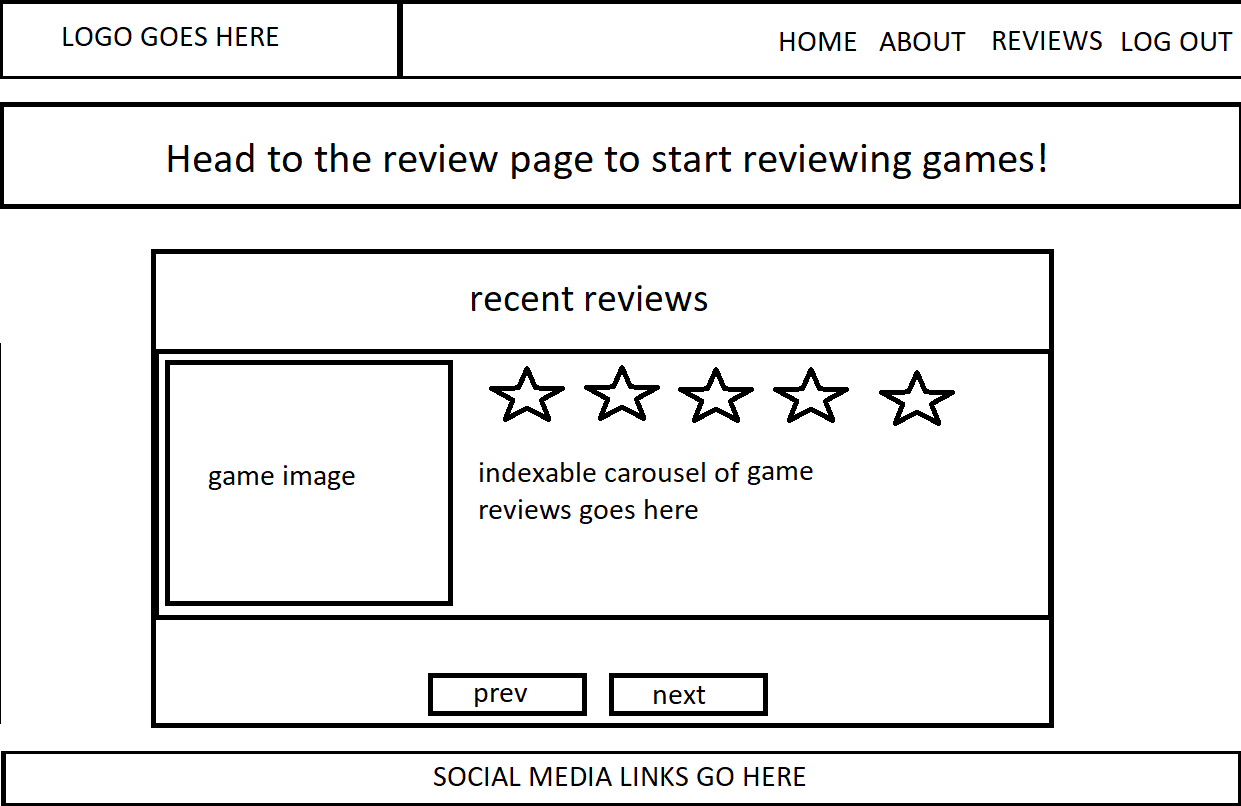 LOGO GOES HERE
HOME ABOUT REVIEWS LOG OUT
Head to the review page to start reviewing games!
recent reviews
game image
indexable carousel of game
reviews goes here
prev
next
SOCIAL MEDIA LINKS GO HERE